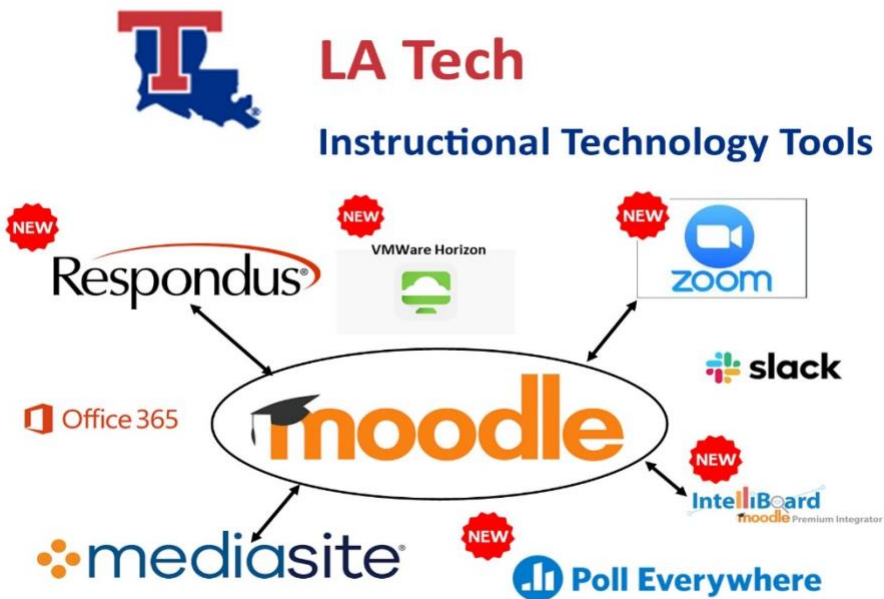 T
LA Tech
Instructional Technology Tools
NEW
Respondus®
NEW
VMWare Horizon
NEW
zoom
slack
Office 365
moodle
NEW
IntelliBoard
moodle Premium Integrator
mediasite
NEW
Poll Everywhere